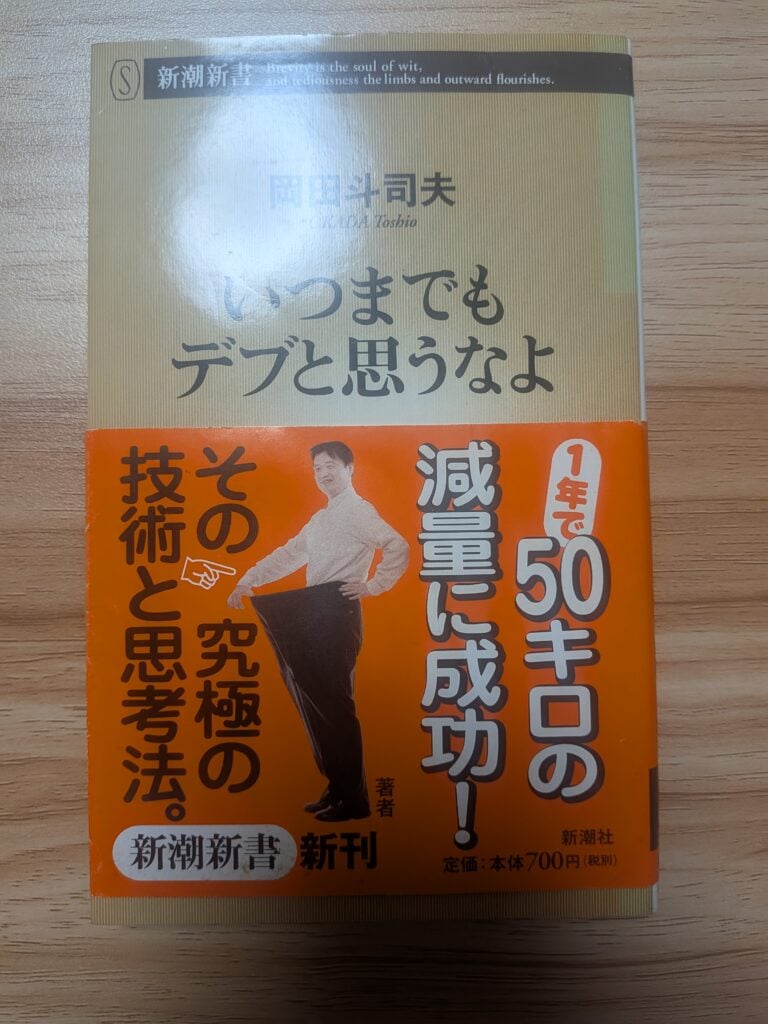 S
新潮新書
Brevity is the soul of wit,
and tediousness the limbs and outward flourishes.
岡田斗司夫
OKADA Toshio
いつまでも
デブと思うなよ
1年で
50キロの
減量に成功!
その 究極の
技術と思考法。
著者
新潮新書 新刊
新潮社
定価:本体700円(税別)